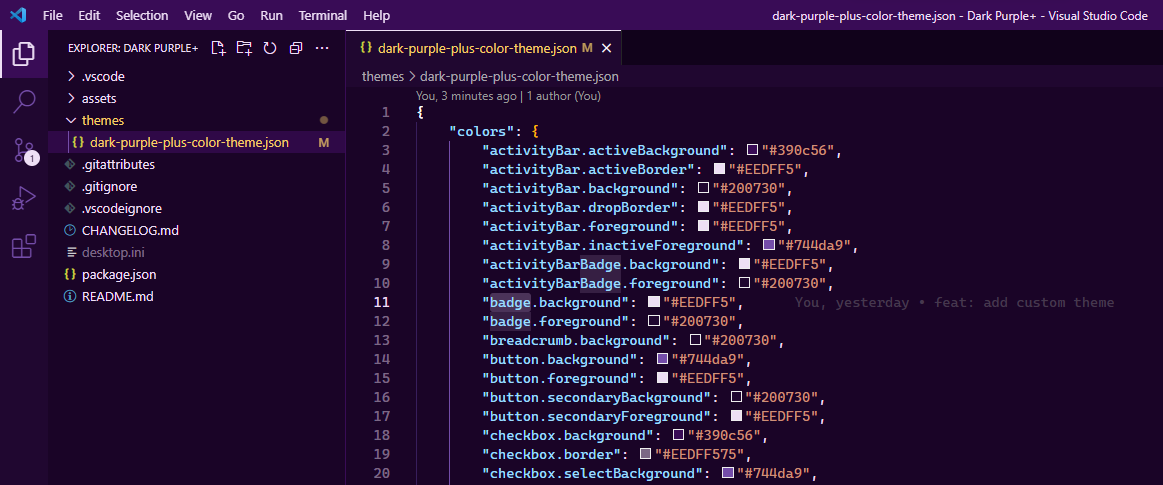 File Edit Selection View Go Run Terminal Help dark-purple-plus-color-theme.json - Dark Purple+ - Visual Studio Code
EXPLORER: DARK PURPLE+
.vscode
assets
themes
{} dark-purple-plus-color-theme.json M
.gitattributes
.gitignore
.vscodeignore
CHANGELOG.md
desktop.ini
{} package.json
README.md
1
{} dark-purple-plus-color-theme.json M
themes > dark-purple-plus-color-theme.json
You, 3 minutes ago | 1 author (You)
1 {
2 "colors": {
3 "activityBar.activeBackground": "#390c56",
4 "activityBar.activeBorder": "#EEDFF5",
5 "activityBar.background": "#200730",
6 "activityBar.dropBorder": "#EEDFF5",
7 "activityBar.foreground": "#EEDFF5",
8 "activityBar.inactiveForeground": "#744da9",
9 "activityBarBadge.background": "#EEDFF5",
10 "activityBarBadge.foreground": "#200730",
11 "badge.background": "#EEDFF5", You, yesterday • feat: add custom theme
12 "badge.foreground": "#200730",
13 "breadcrumb.background": "#200730",
14 "button.background": "#744da9",
15 "button.foreground": "#EEDFF5",
16 "button.secondaryBackground": "#200730",
17 "button.secondaryForeground": "#EEDFF5",
18 "checkbox.background": "#390c56",
19 "checkbox.border": "#EEDFF575",
20 "checkbox.selectBackground": "#744da9",